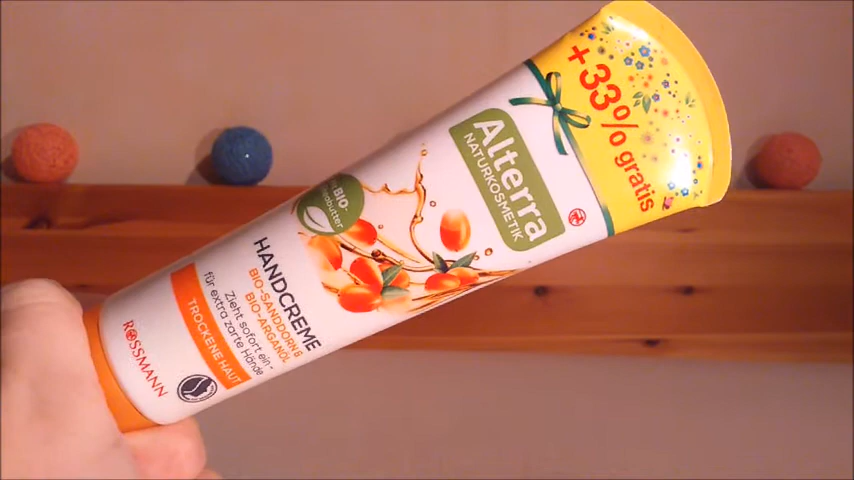 +33% gratis
Alterra
NATURKOSMETIK
BIO-
HANDCREME
BIO-SANDDORN &
BIO-ARGANÖL
Zieht sofort ein -
für extra zarte Hände
TROCKENE HAUT
ROSSMANN